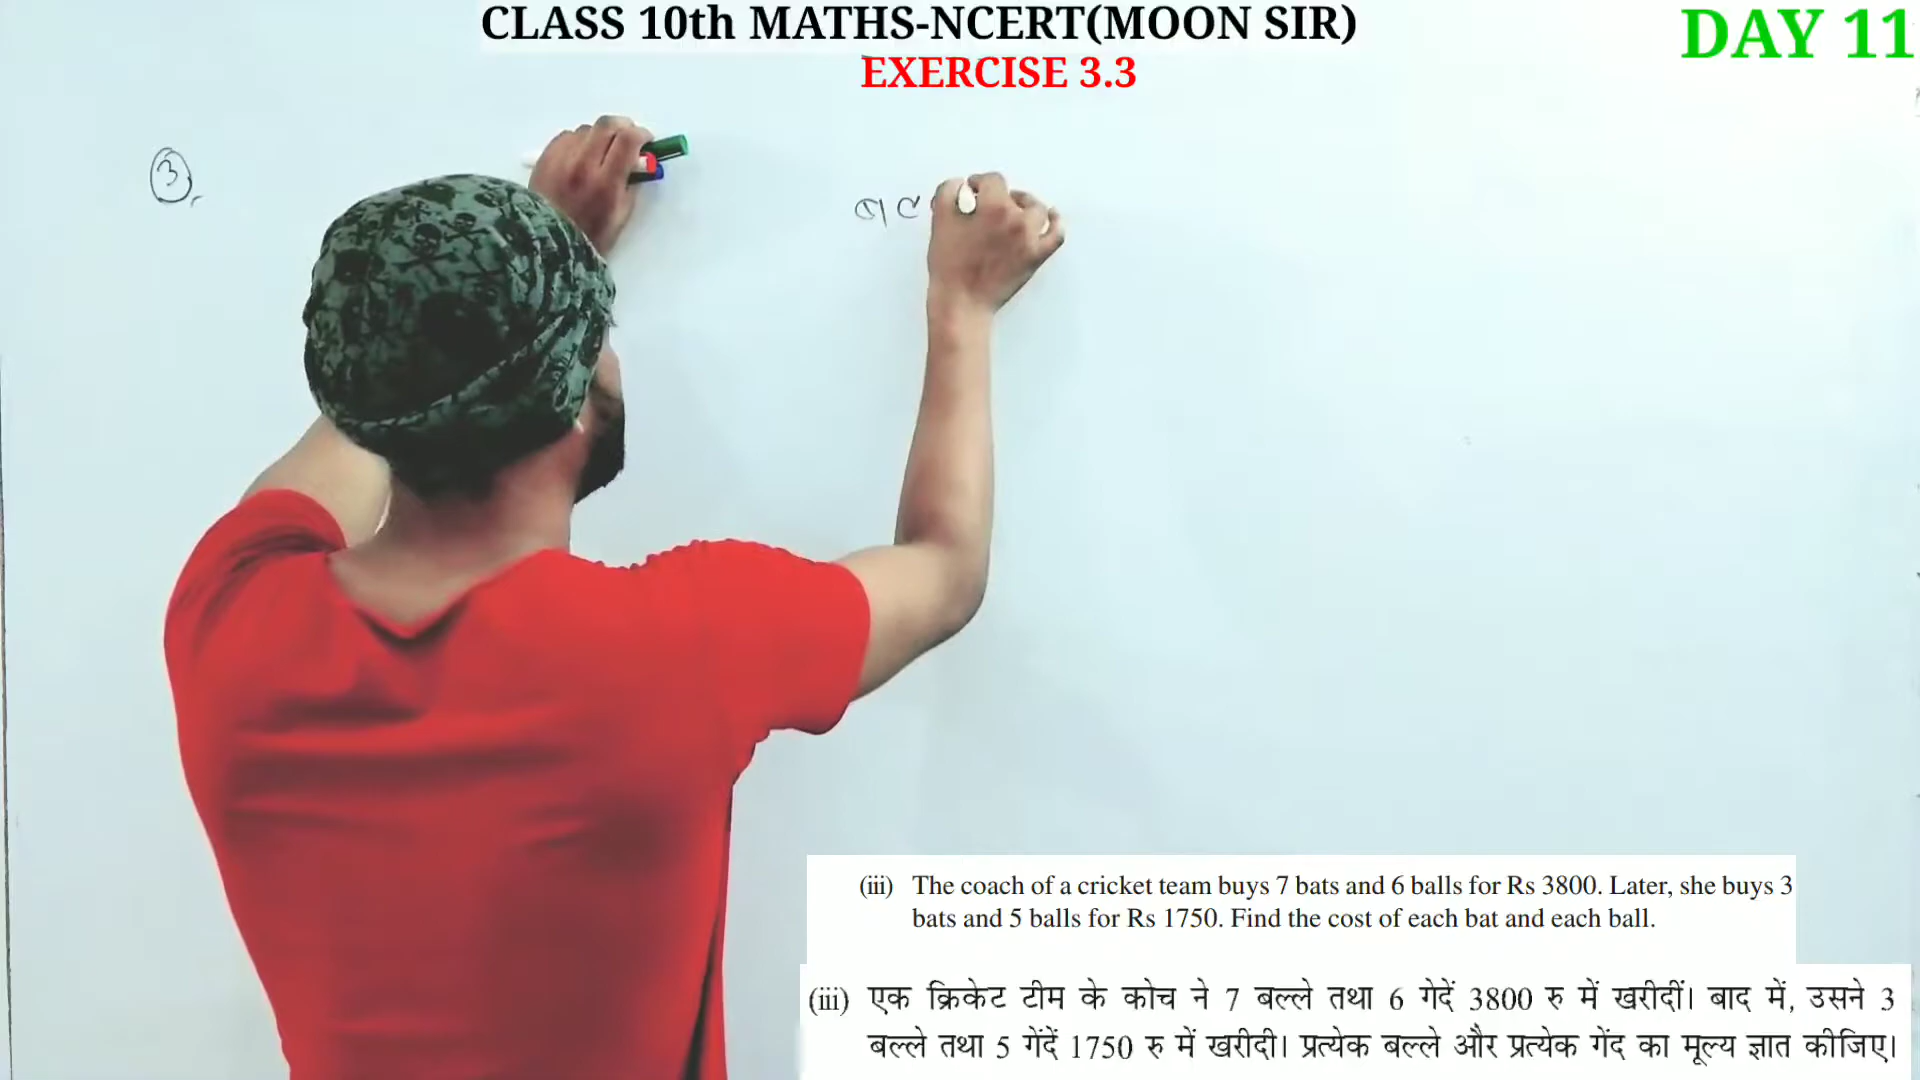 CLASS 10th MATHS-NCERT(MOON SIR)
DAY 11
EXERCISE 3.3
3
(iii) The coach of a cricket team buys 7 bats and 6 balls for Rs 3800. Later, she buys 3
bats and 5 balls for Rs 1750. Find the cost of each bat and each ball.
(iii) एक क्रिकेट टीम के कोच ने 7 बल्ले तथा 6 गेदें 3800 रु में खरीदीं। बाद में, उसने 3
बल्ले तथा 5 गेंदें 1750 रु में खरीदी। प्रत्येक बल्ले और प्रत्येक गेंद का मूल्य ज्ञात कीजिए।